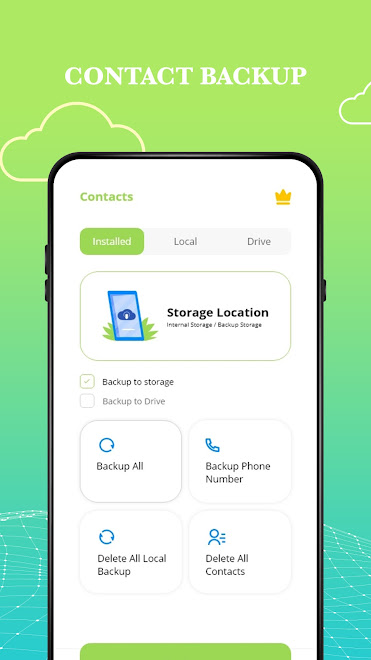 CONTACT BACKUP
Contacts
Installed Local Drive
Storage Location
Internal Storage / Backup Storage
Backup to storage
Backup to Drive
Backup All
Backup Phone
Number
Delete All Local
Backup
Delete All
Contacts